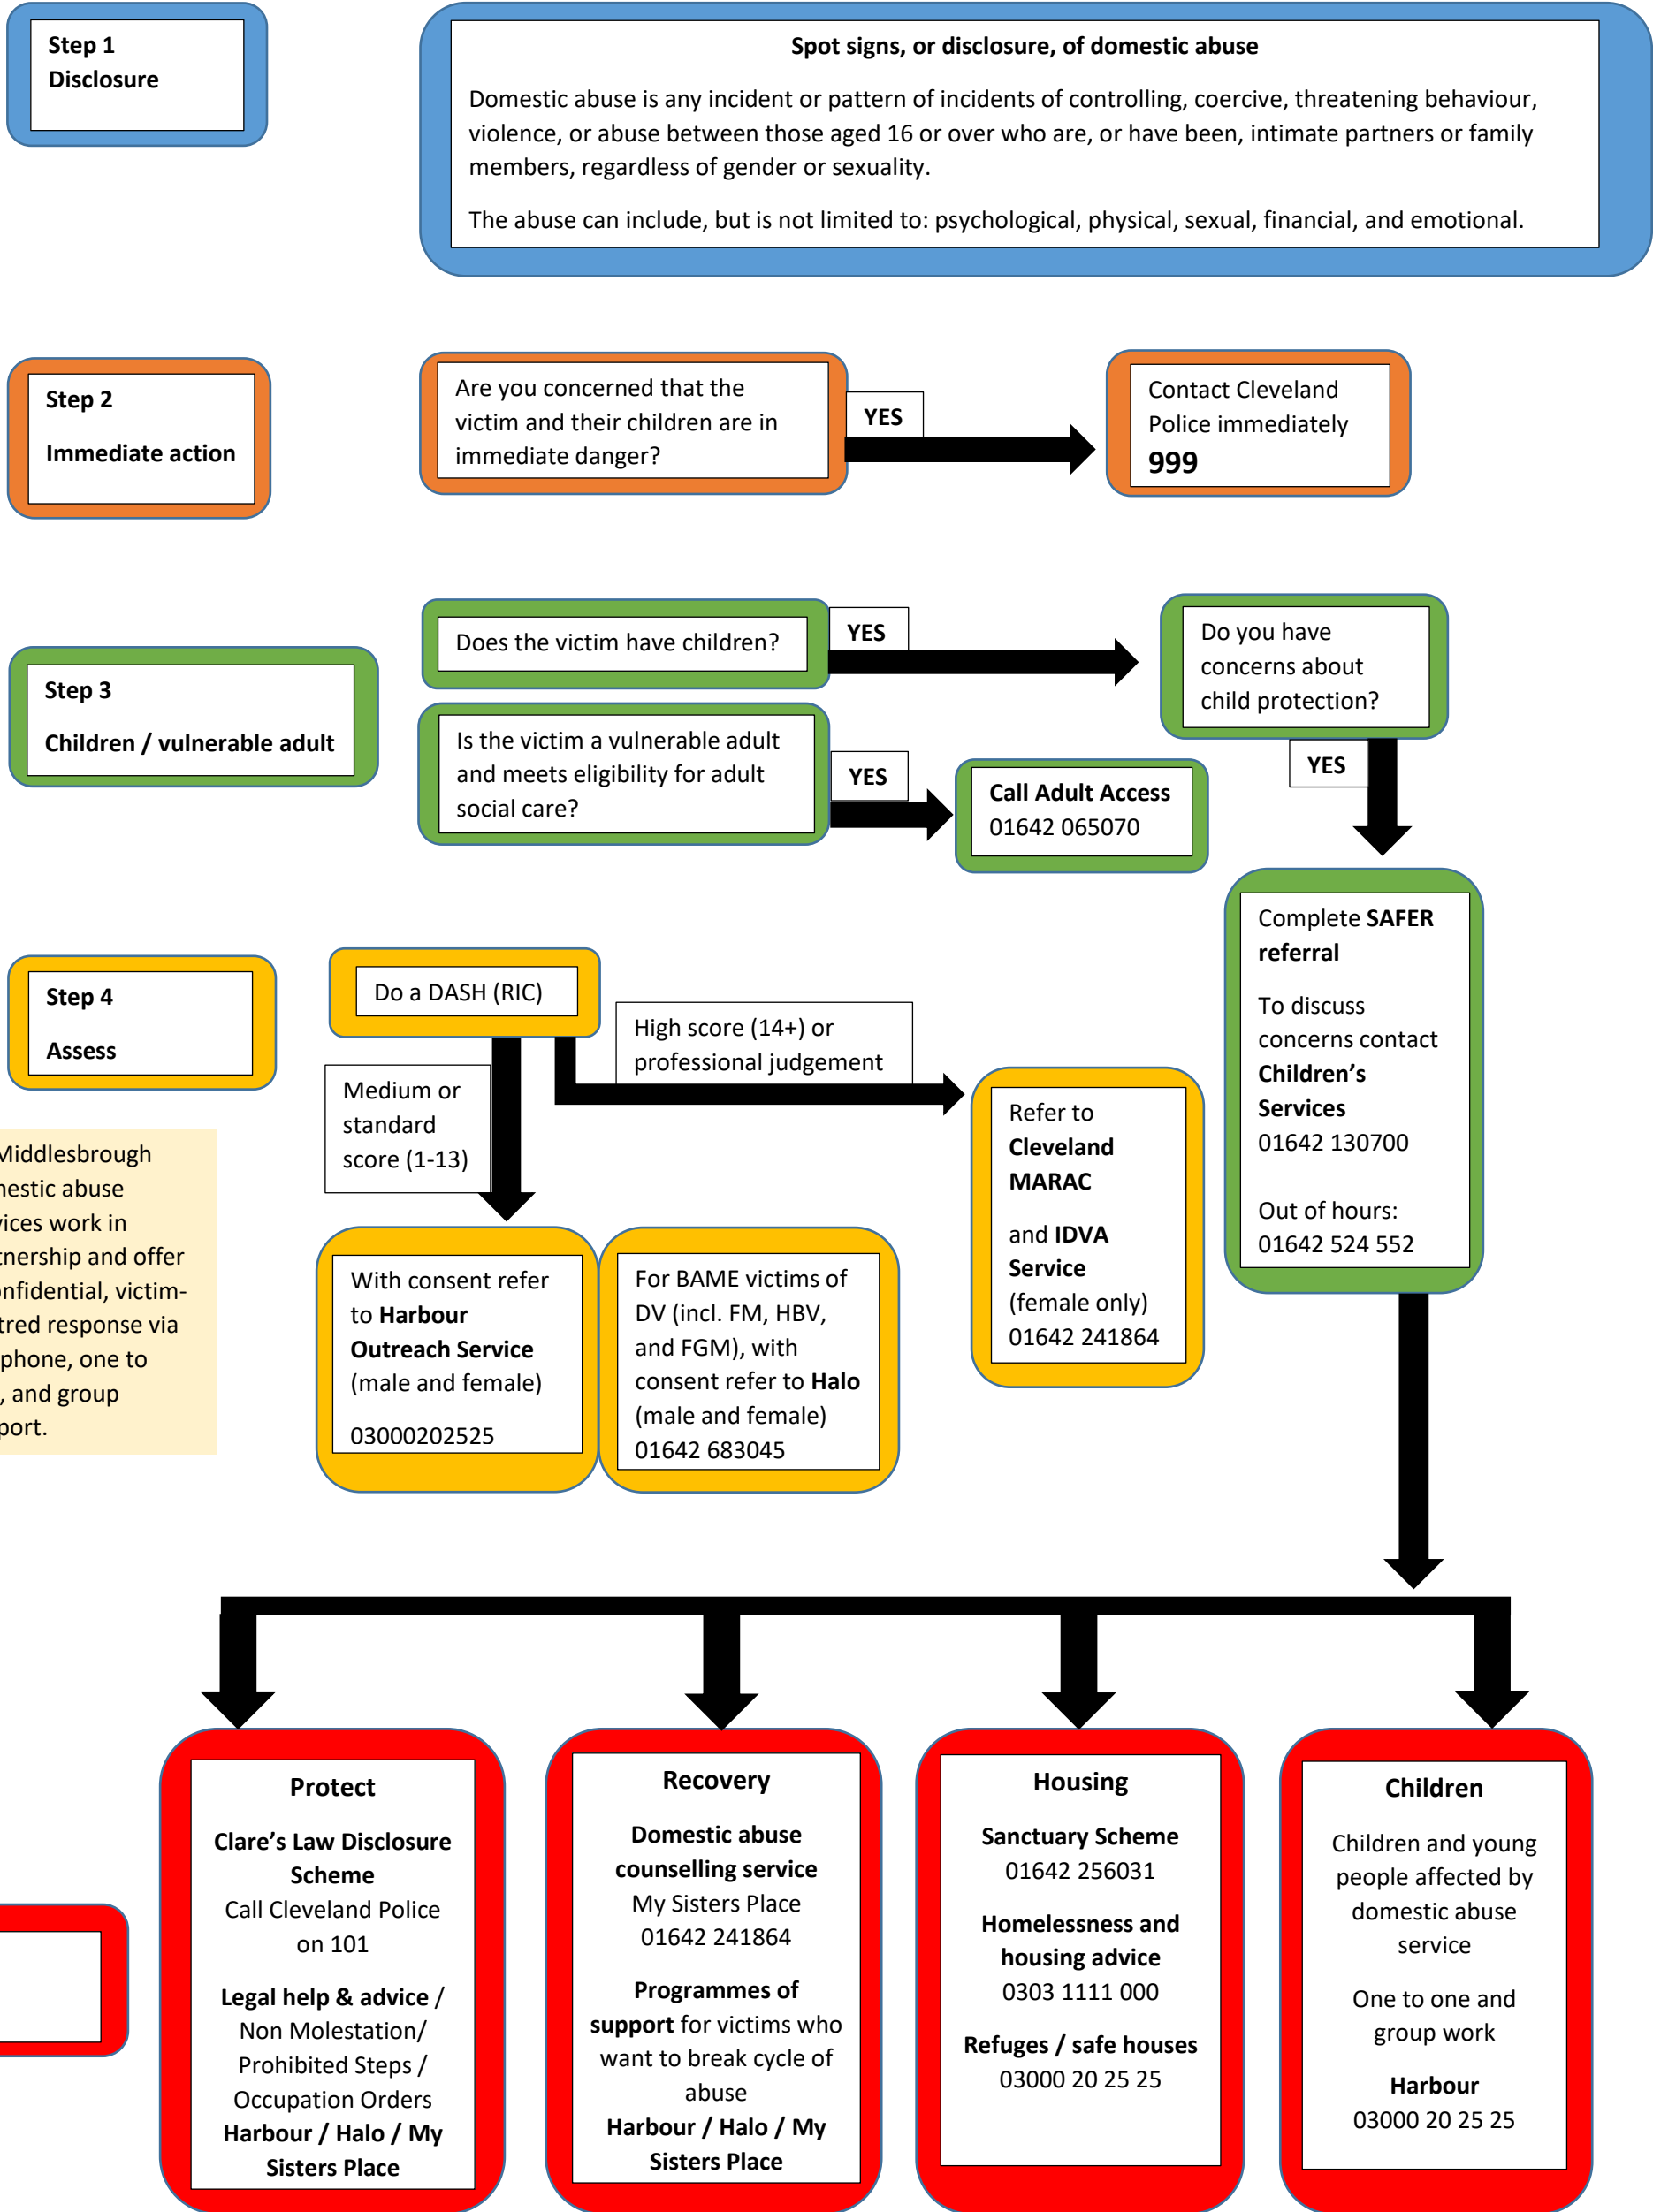 Step 1
Disclosure
Spot signs, or disclosure, of domestic abuse
Domestic abuse is any incident or pattern of incidents of controlling, coercive, threatening behaviour,
violence, or abuse between those aged 16 or over who are, or have been, intimate partners or family
members, regardless of gender or sexuality.
The abuse can include, but is not limited to: psychological, physical, sexual, financial, and emotional.
Step 2
Immediate action
Are you concerned that the
victim and their children are in
immediate danger?
YES
Contact Cleveland
Police immediately
999
Step 3
Children / vulnerable adult
Does the victim have children?
YES
Do you have
concerns about
child protection?
YES
Is the victim a vulnerable adult
and meets eligibility for adult
social care?
YES
Call Adult Access
01642 065070
Complete SAFER
referral
To discuss
concerns contact
Children's
Services
01642 130700
Out of hours:
01642 524 552
Step 4
Assess
Do a DASH (RIC)
High score (14+) or
professional judgement
Medium or
standard
score (1-13)
Refer to
Cleveland
MARAC
and IDVA
Service
(female only)
01642 241864
Middlesbrough
abuse
work in
and offer
victim-
response via
phone, one to
and group
With consent refer
to Harbour
Outreach Service
(male and female)
03000202525
For BAME victims of
DV (incl. FM, HBV,
and FGM), with
consent refer to Halo
(male and female)
01642 683045
Protect
Clare’s Law Disclosure
Scheme
Call Cleveland Police
on 101
Legal help & advice /
Non Molestation/
Prohibited Steps /
Occupation Orders
Harbour / Halo / My
Sisters Place
Recovery
Domestic abuse
counselling service
My Sisters Place
01642 241864
Programmes of
support for victims who
want to break cycle of
abuse
Harbour / Halo / My
Sisters Place
Housing
Sanctuary Scheme
01642 256031
Homelessness and
housing advice
0303 1111 000
Refuges / safe houses
03000 20 25 25
Children
Children and young
people affected by
domestic abuse
service
One to one and
group work
Harbour
03000 20 25 25